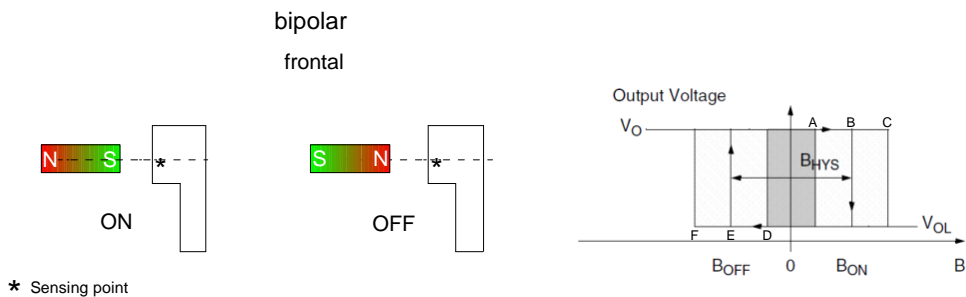 bipolar
frontal
N S
*
ON
S N
*
OFF
* Sensing point
Output Voltage
VO
A B C
BHYS
VOL
F E D
BOFF 0 BON B